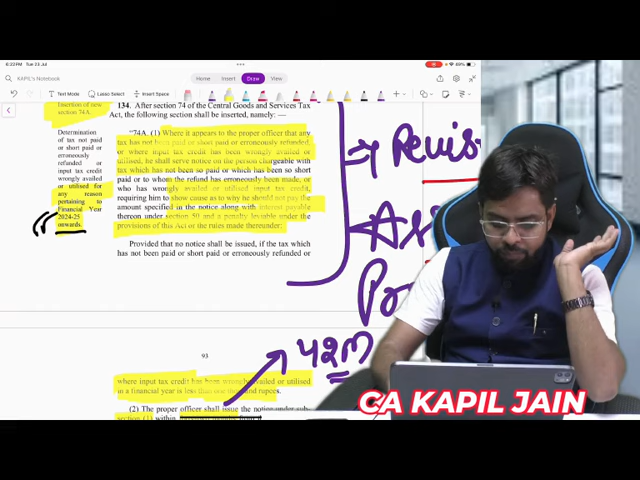 8:23 PM Tue 23 Jul
69%
KAPIL's Notebook
Home Insert Draw View
Text Mode Lasso Select Insert Space
Insertion of new
section 74A.
134. After section 74 of the Central Goods and Services Tax
Act, the following section shall be inserted, namely: —
Determination
of tax not paid
or short paid or
erroneously
refunded or
input tax credit
wrongly availed
or utilised for
any reason
pertaining to
Financial Year
2024-25
onwards.
"74A. (1) Where it appears to the proper officer that any
tax has not been paid or short paid or erroneously refunded,
or where input tax credit has been wrongly availed or
utilised, he shall serve notice on the person chargeable with
tax which has not been so paid or which has been so short
paid or to whom the refund has erroneously been made, or
who has wrongly availed or utilised input tax credit,
requiring him to show cause as to why he should not pay the
amount specified in the notice along with interest payable
thereon under section 50 and a penalty leviable under the
provisions of this Act or the rules made thereunder:
Provided that no notice shall be issued, if the tax which
has not been paid or short paid or erroneously refunded or
93
where input tax credit has been wrongly availed or utilised
in a financial year is less than one thousand rupees.
(2) The proper officer shall issue the notice under sub-
section (1) within
42m
CA KAPIL JAIN